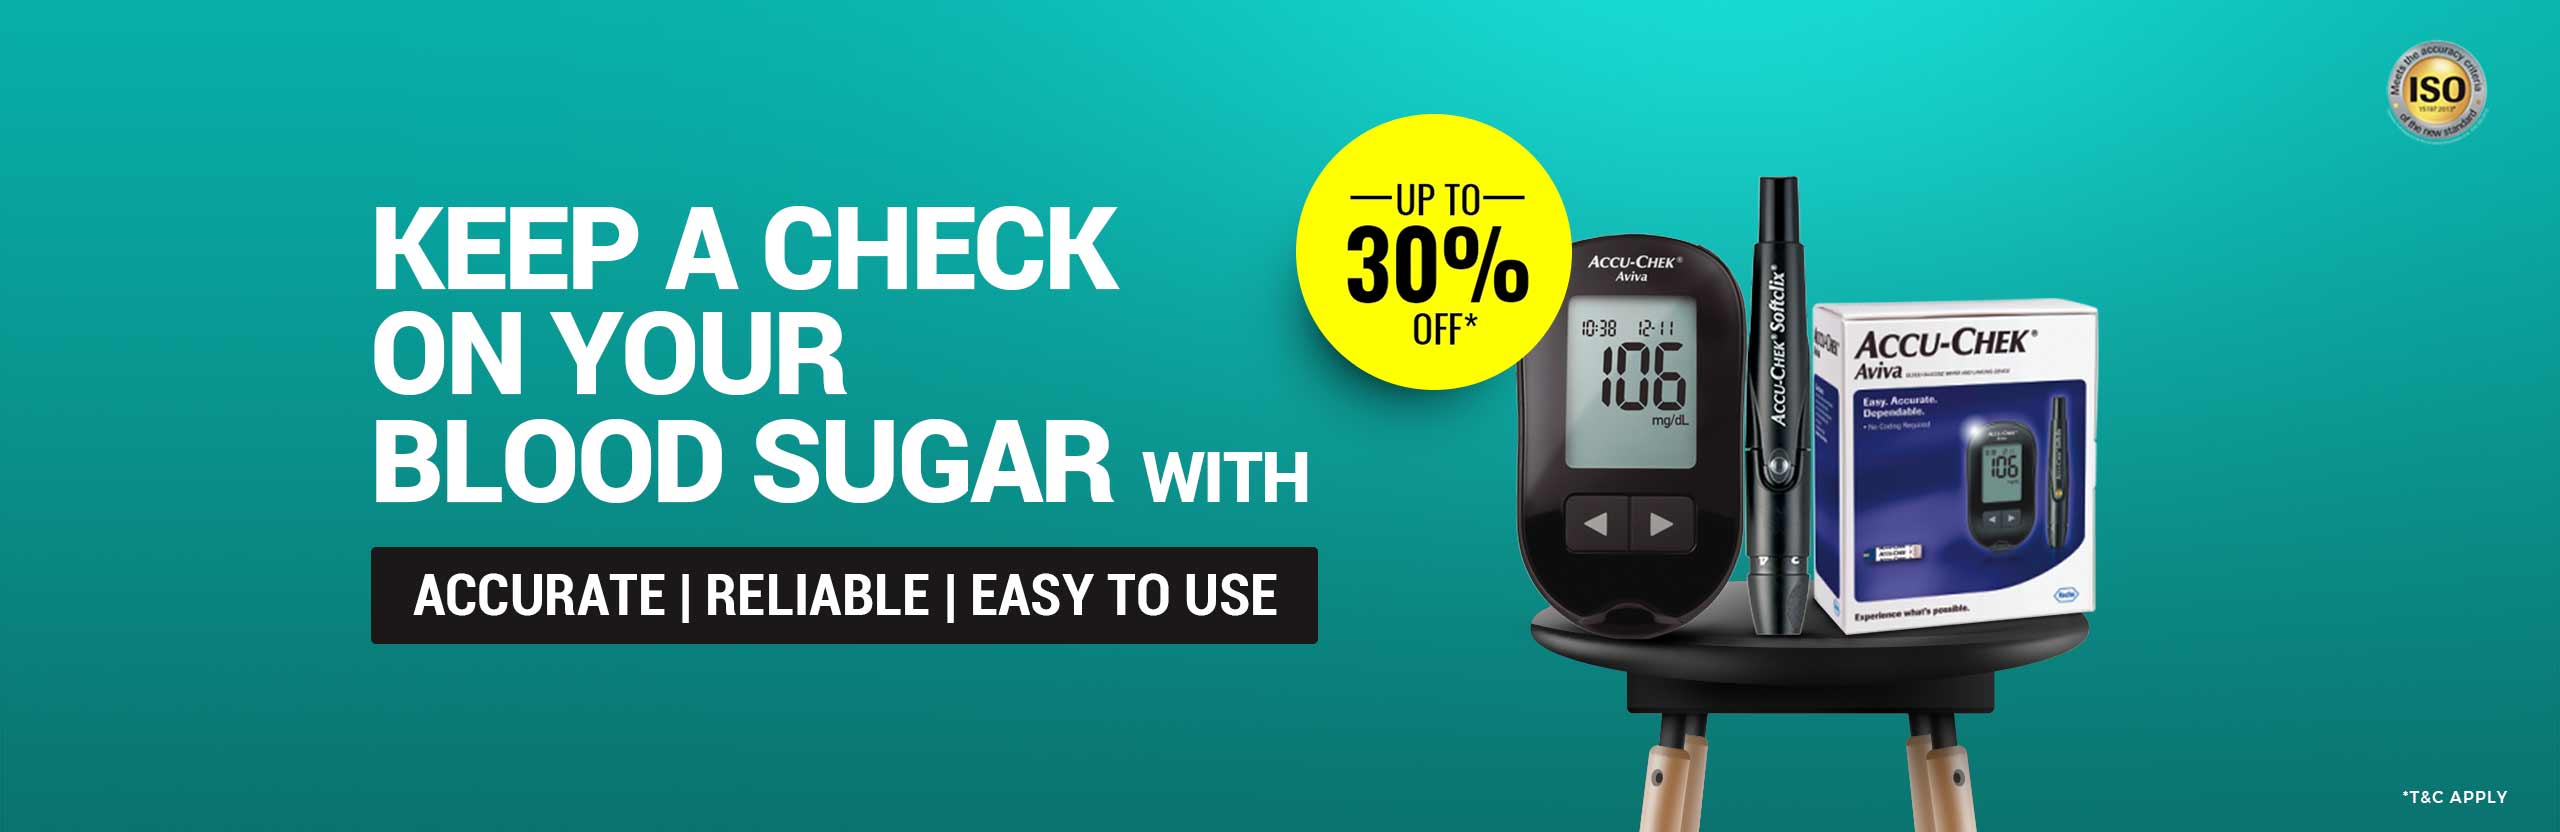 KEEP A CHECK
ON YOUR
BLOOD SUGAR WITH
ACCURATE | RELIABLE | EASY TO USE
UP TO
30%
OFF*
ACCU-CHEK®
Aviva
10:38 12-11
106
mg/dL
ACCU-CHEK® Softclix®
ACCU-CHEK®
Aviva
Easy. Accurate.
Dependable.
• No Coding Required
106
Experience what's possible.
Roche
Meets the accuracy criteria
ISO
of the new standard
*T&C APPLY